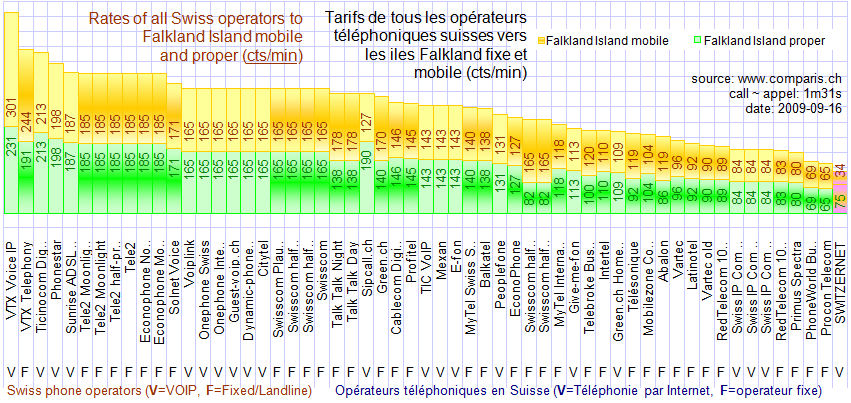 Rates of all Swiss operators to
Falkland Island mobile
and proper (cts/min)
Tarifs de tous les opérateurs
téléphoniques suisses vers
les iles Falkland fixe et
mobile (cts/min)
Falkland Island mobile
Falkland Island proper
source: www.comparis.ch
call ~ appel: 1m31s
date: 2009-09-16
301 244 213 198 187 185 185 185 185 185 185 171 165 165 165 165 165 165 165 165 165 165 178 178 127 170 146 145 143 143 143 140 138 131 127 165 165 118 113 120 110 109 119 104 119 96 92 90 89 84 84 84 83 80 69 65 34
231 191 213 198 187 185 185 185 185 185 185 171 165 165 165 165 165 165 165 165 165 165 138 138 190 140 146 145 143 143 143 140 138 131 127 82 82 118 113 100 110 109 92 104 86 96 92 90 89 84 84 84 83 80 69 65 75
VTX Voice IP
VTX Telephony
Ticinocom Dig..
Phonestar
Sunrise ADSL..
Tele2 Moonlig..
Tele2 Moonlight
Tele2 half-pr..
Tele2
Econophone No..
Econophone Mo..
Solnet Voice
Voiplink
Onephone Swiss
Onephone Inte..
Guest-voip.ch
Dynamic-phone..
Citytel
Swisscom Plau..
Swisscom half..
Swisscom half..
Swisscom
Talk Talk Night
Talk Talk Day
Sipcall.ch
Green.ch
Cablecom Digi..
Profitel
TIC VoIP
Mexan
E-fon
MyTel Swiss S..
Balkatel
Peoplefone
EconoPhone
Swisscom half..
Swisscom half..
MyTel Interna..
Give-me-fon
Telebroke Bus..
Intertel
Green.ch Home..
Télésonique
Mobilezone Co..
Abalon
Vartec
Latinotel
Vartec old
RedTelecom 10..
Swiss IP Com ..
Swiss IP Com ..
Swiss IP Com ..
RedTelecom 10..
Primus Spectra
PhoneWorld Bu..
Procon Telecom
SWITZERNET
V F V V V F F F F F F V V V V V V V F F F F F F V F F F V V V F F V F F F F V F F V F F F F F F F V V V F F F F V
Swiss phone operators (V=VOIP, F=Fixed/Landline)
Opérateurs téléphoniques en Suisse (V=Téléphonie par Internet, F=operateur fixe)